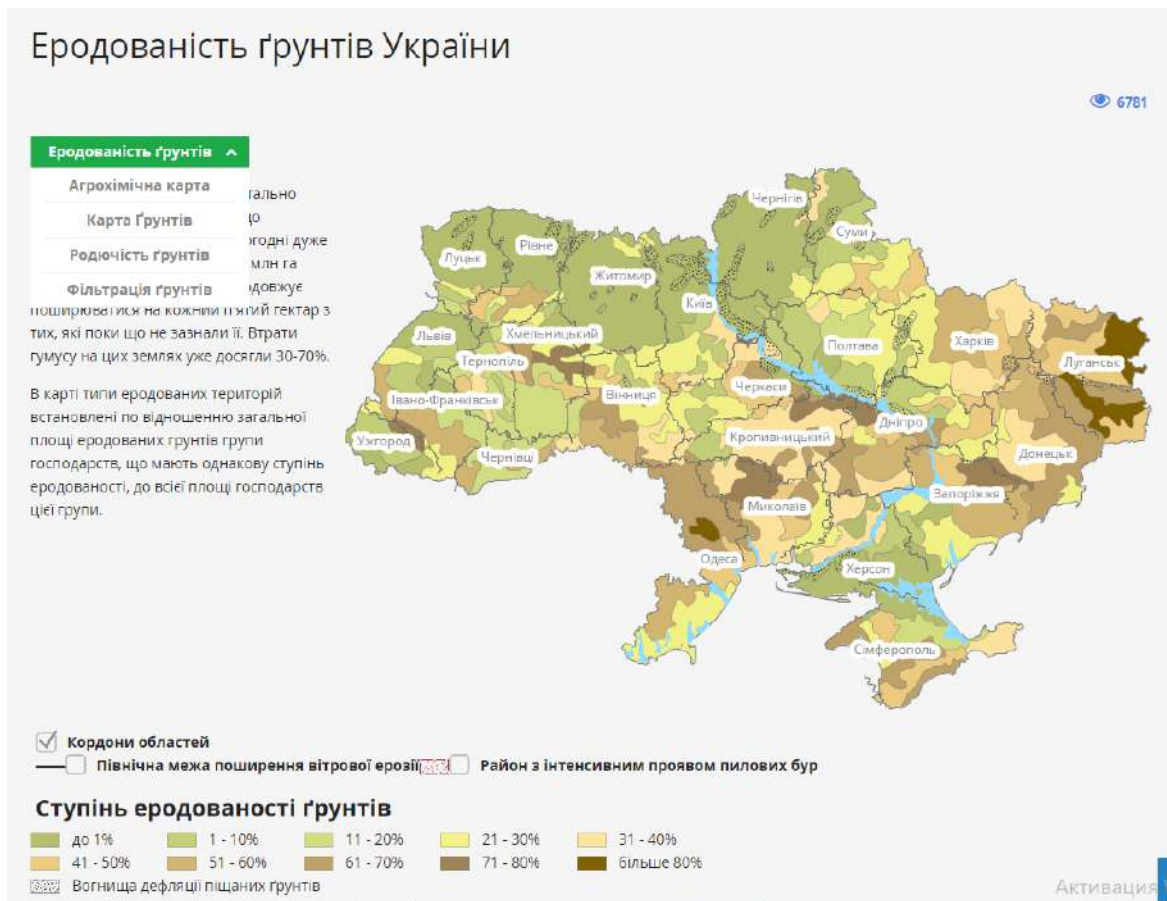 Еродованість ґрунтів України
6781
Еродованість ґрунтів
Агрохімічна карта
Карта Ґрунтів
Родючість ґрунтів
Фільтрація ґрунтів
дуже
млн га
поширюватися на кожний п'ятий гектар з
тих, які поки що не зазнали її. Втрати
гумусу на цих землях уже досягли 30-70%.
В карті типи еродованих територій
встановлені по відношенню загальної
площі еродованих ґрунтів групи
господарств, що мають однакову ступінь
еродованості, до всієї площі господарств
цієї групи.
Чернігів
Суми
Луцьк
Рівне
Житомир
Київ
Львів
Хмельницький
Тернопіль
Полтава
Харків
Луганськ
Черкаси
Вінниця
Івано-Франківськ
Дніпро
Ужгород
Чернівці
Кропивницький
Донецьк
Запоріжжя
Миколаїв
Одеса
Херсон
Сімферополь
Кордони областей
Північна межа поширення вітрової ерозії
Район з інтенсивним проявом пилових бур
Ступінь еродованості ґрунтів
до 1% 1 - 10% 11 - 20% 21 - 30% 31 - 40%
41 - 50% 51 - 60% 61 - 70% 71 - 80% більше 80%
Вогнища дефляції піщаних ґрунтів
Активация